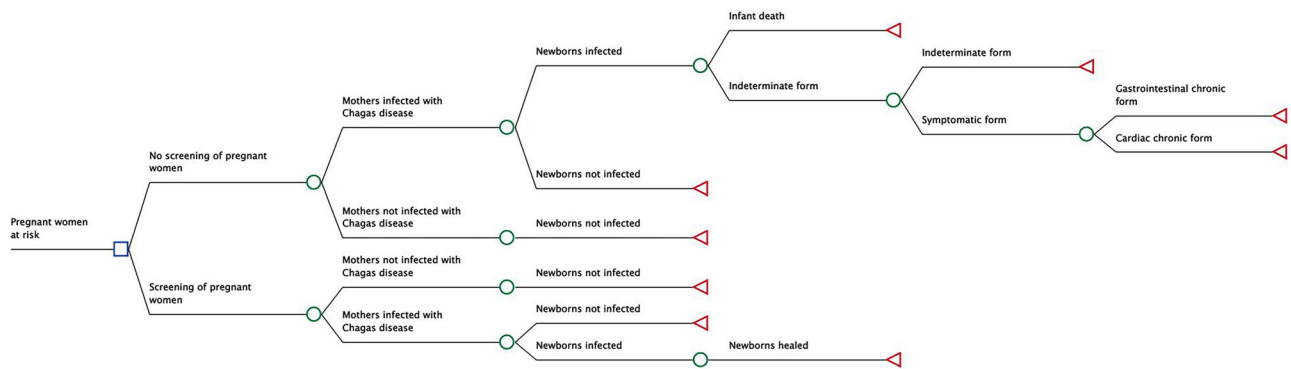 Infant death
Newborns infected
Indeterminate form
Indeterminate form
Gastrointestinal chronic
form
Mothers infected with
Chagas disease
Symptomatic form
Cardiac chronic form
No screening of pregnant
women
Newborns not infected
Mothers not infected with
Chagas disease
Newborns not infected
Pregnant women
at risk
Mothers not infected with
Chagas disease
Newborns not infected
Screening of pregnant
women
Newborns not infected
Mothers infected with
Chagas disease
Newborns infected
Newborns healed